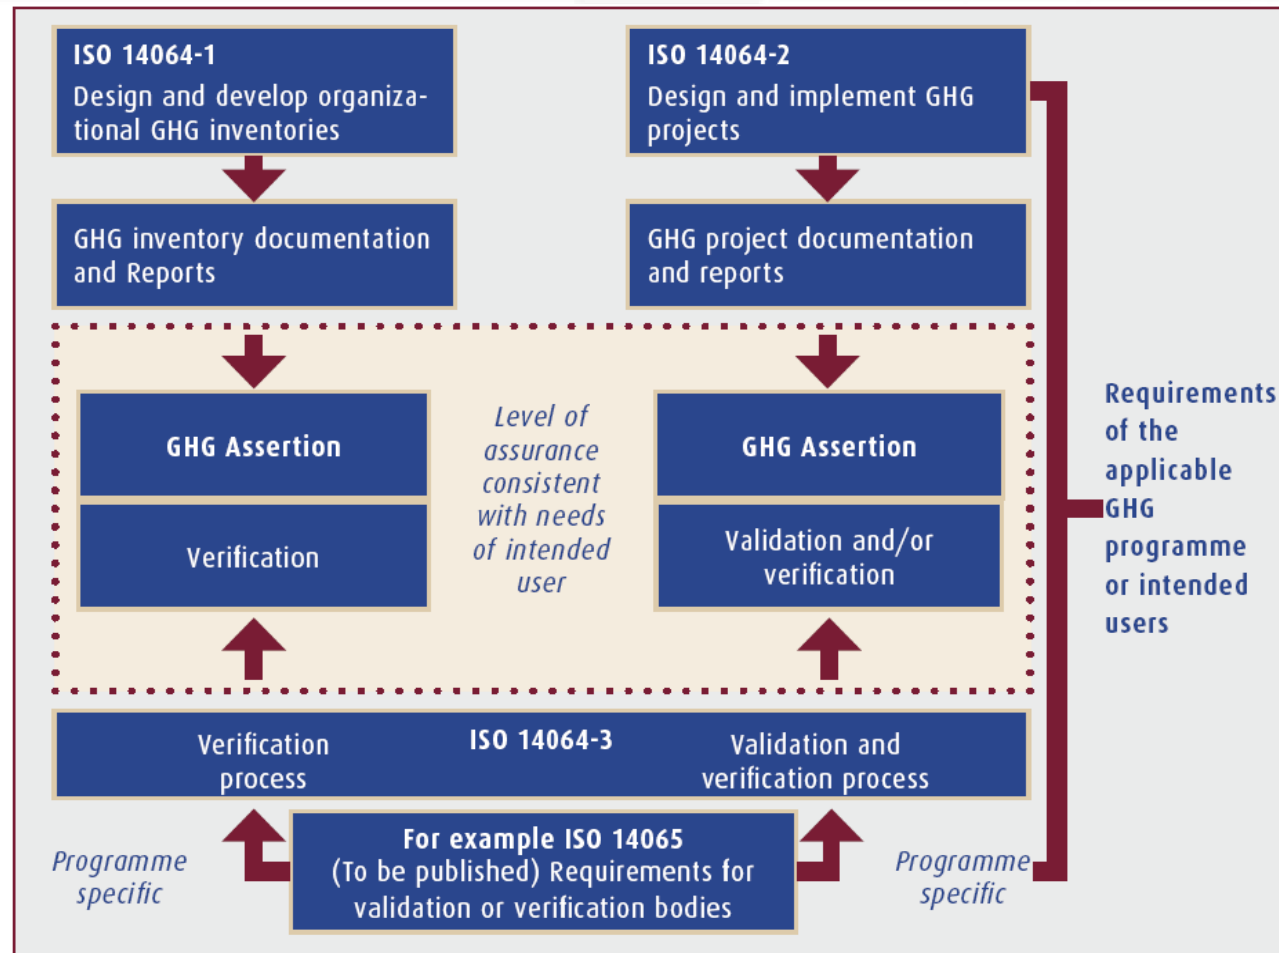 ISO 14064-1
Design and develop organiza-
tional GHG inventories
ISO 14064-2
Design and implement GHG
projects
GHG inventory documentation
and Reports
GHG project documentation
and reports
GHG Assertion
Verification
Level of
assurance
consistent
with needs
of intended
user
GHG Assertion
Validation and/or
verification
Requirements
of the
applicable
GHG
programme
or intended
users
Verification
process
ISO 14064-3
Validation and
verification process
Programme
specific
For example ISO 14065
(To be published) Requirements for
validation or verification bodies
Programme
specific